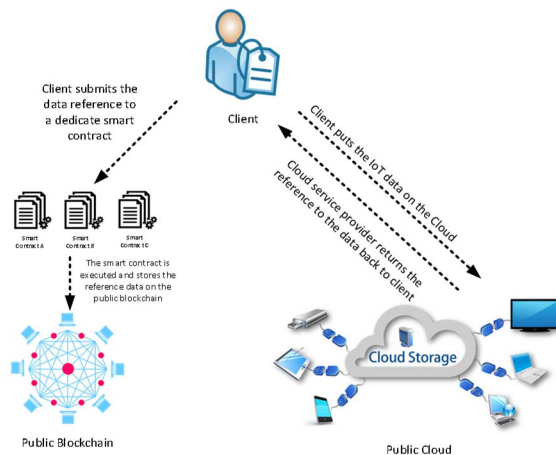 Client submits the
data reference to
a dedicate smart
contract
Client
Client puts the IoT data on the Cloud
Cloud service provider returns the
reference to the data back to client
Smart
Contract A
Smart
Contract B
Smart
Contract C
The smart contract is
executed and stores the
reference data on the
public blockchain
Cloud Storage
Public Blockchain
Public Cloud